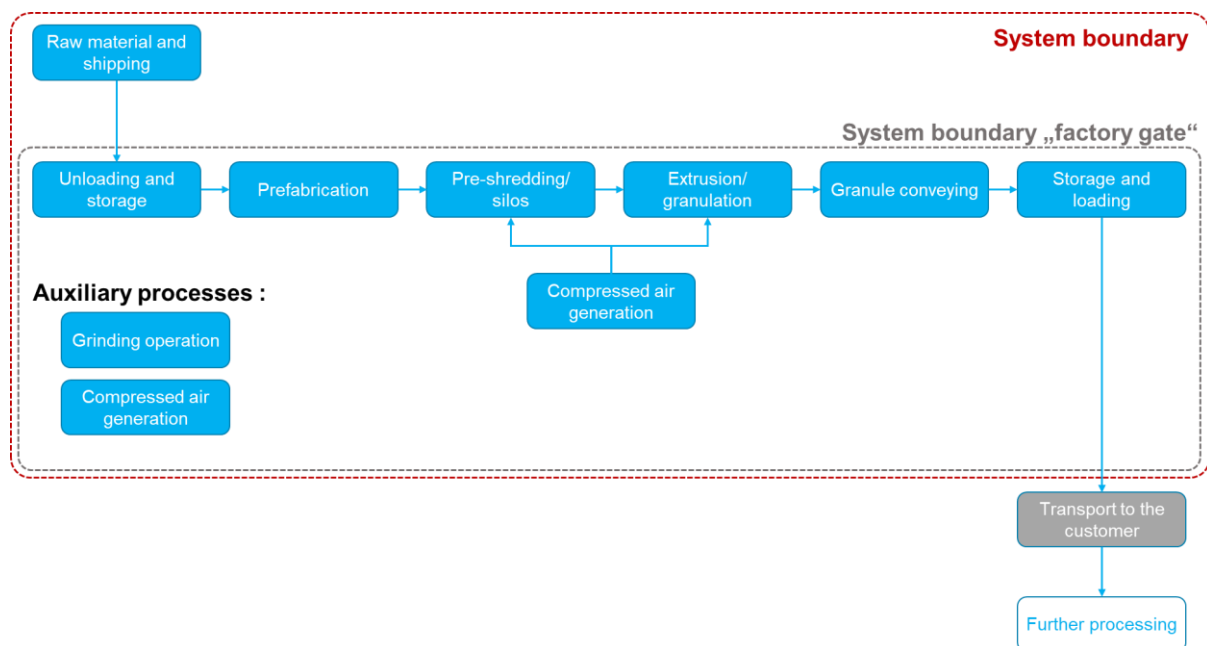 Raw material and
shipping
System boundary
System boundary „factory gate“
Unloading and
storage
Prefabrication
Pre-shredding/
silos
Extrusion/
granulation
Granule conveying
Storage and
loading
Compressed air
generation
Auxiliary processes :
Grinding operation
Compressed air
generation
Transport to the
customer
Further processing